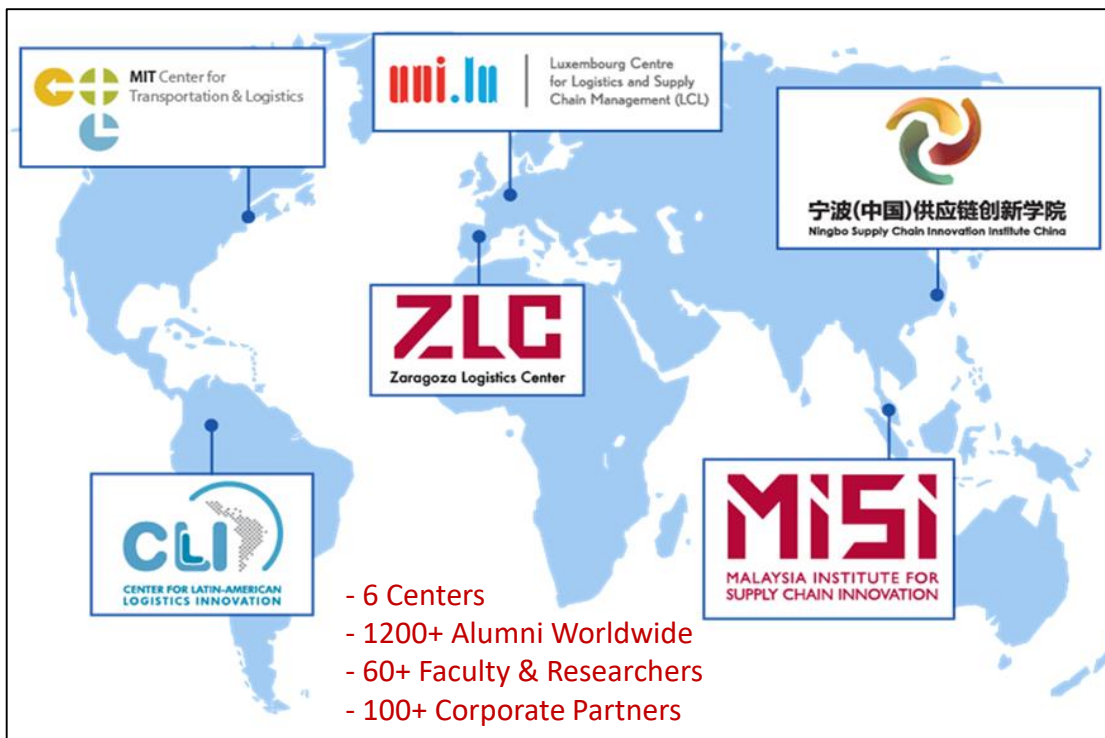 MIT Center for
Transportation & Logistics
uni.lu
Luxembourg Centre
for Logistics and Supply
Chain Management (LCL)
宁波(中国)供应链创新学院
Ningbo Supply Chain Innovation Institute China
ZLC
Zaragoza Logistics Center
CLI
CENTER FOR LATIN-AMERICAN
LOGISTICS INNOVATION
MiSi
MALAYSIA INSTITUTE FOR
SUPPLY CHAIN INNOVATION
- 6 Centers
- 1200+ Alumni Worldwide
- 60+ Faculty & Researchers
- 100+ Corporate Partners